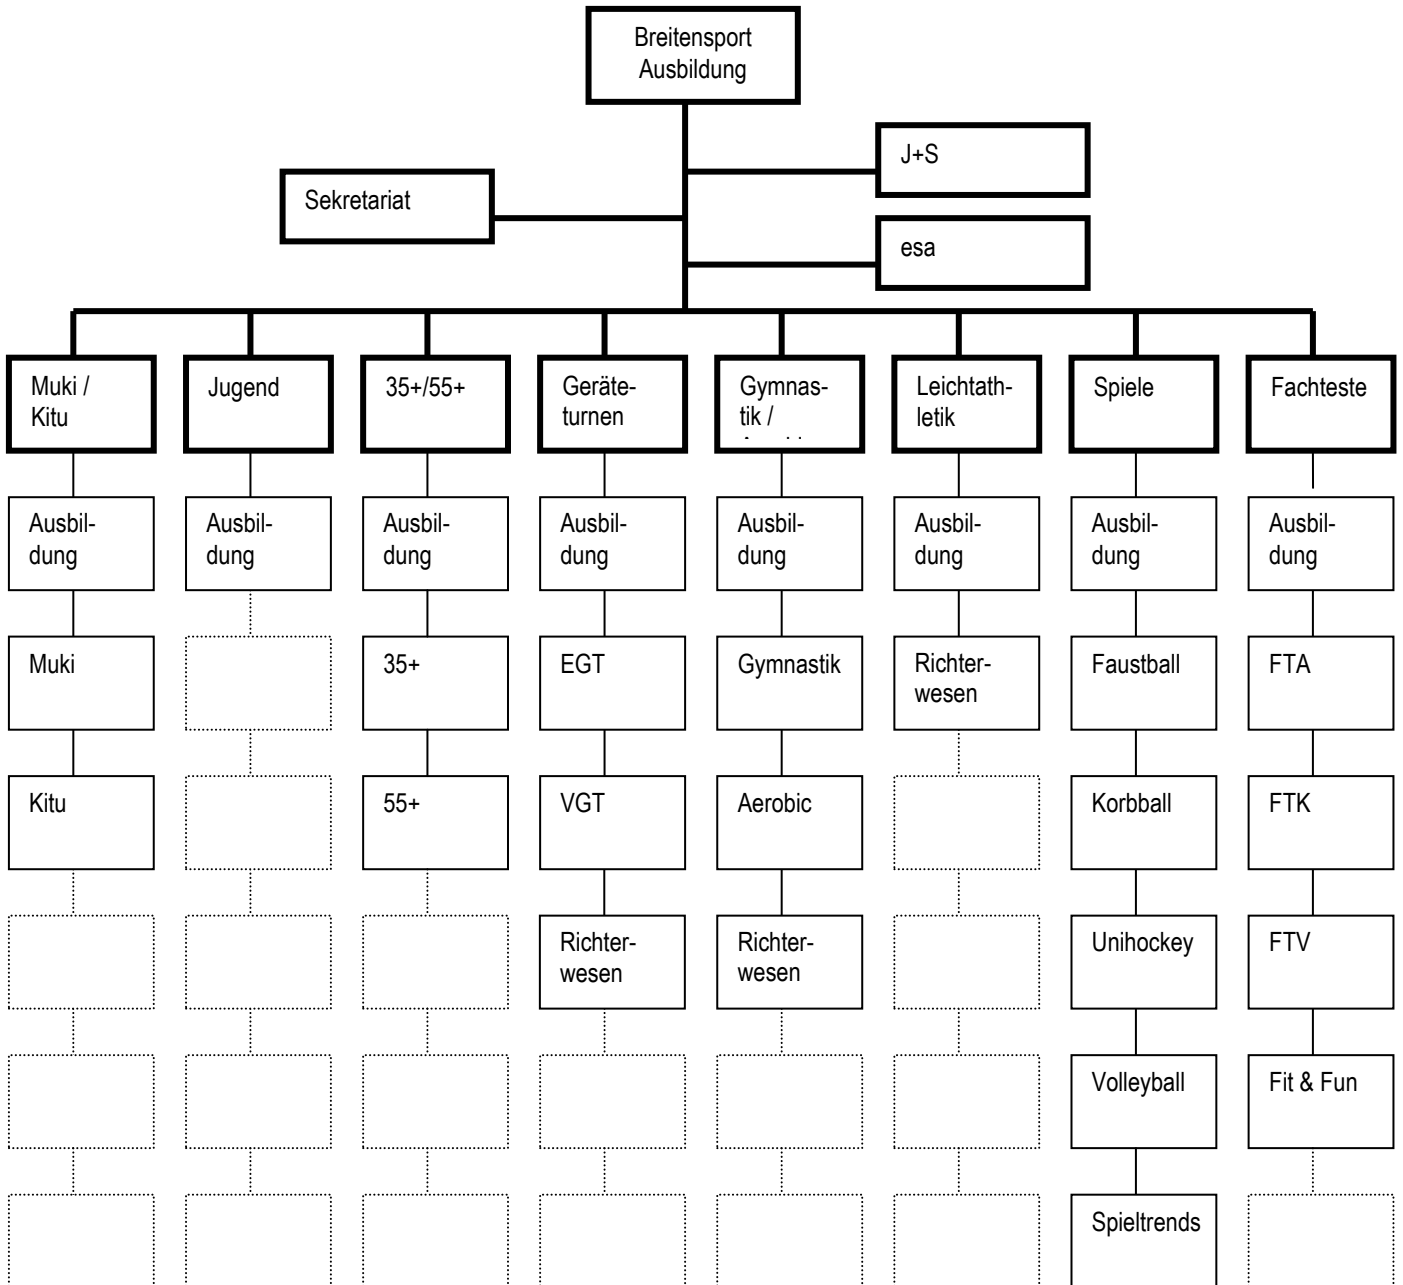 Breitensport
Ausbildung
J+S
Sekretariat
esa
Muki /
Kitu
Jugend
35+/55+
Geräte-
turnen
Gymnas-
tik /
Leichtath-
letik
Spiele
Fachteste
Ausbil-
dung
Ausbil-
dung
Ausbil-
dung
Ausbil-
dung
Ausbil-
dung
Ausbil-
dung
Ausbil-
dung
Ausbil-
dung
Muki
35+
EGT
Gymnastik
Richter-
wesen
Faustball
FTA
Kitu
55+
VGT
Aerobic
Korbball
FTK
Richter-
wesen
Richter-
wesen
Unihockey
FTV
Volleyball
Fit & Fun
Spieltrends